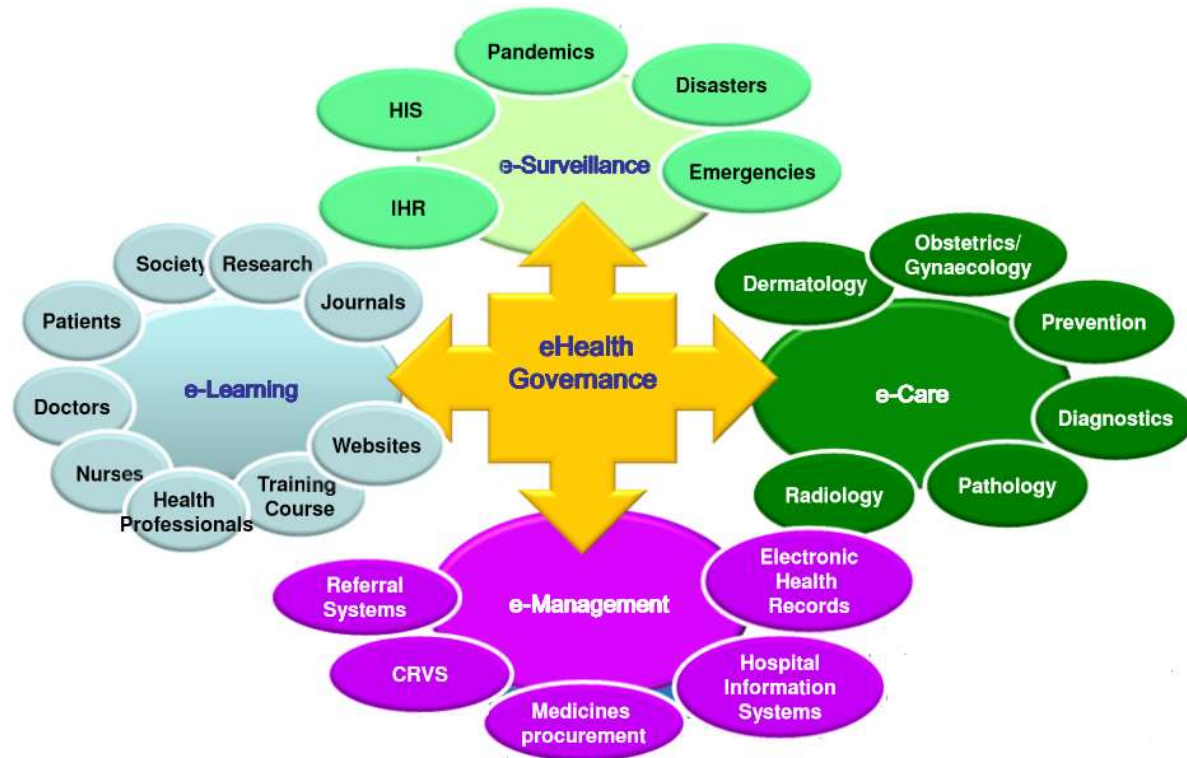 Pandemics
Disasters
HIS
e-Surveillance
Emergencies
IHR
Society
Research
Journals
Patients
e-Learning
Doctors
Websites
Nurses
Training
Course
Health
Professionals
eHealth
Governance
Obstetrics/
Gynaecology
Dermatology
Prevention
e-Care
Diagnostics
Pathology
Radiology
Electronic
Health
Records
Referral
Systems
e-Management
CRVS
Hospital
Information
Systems
Medicines
procurement